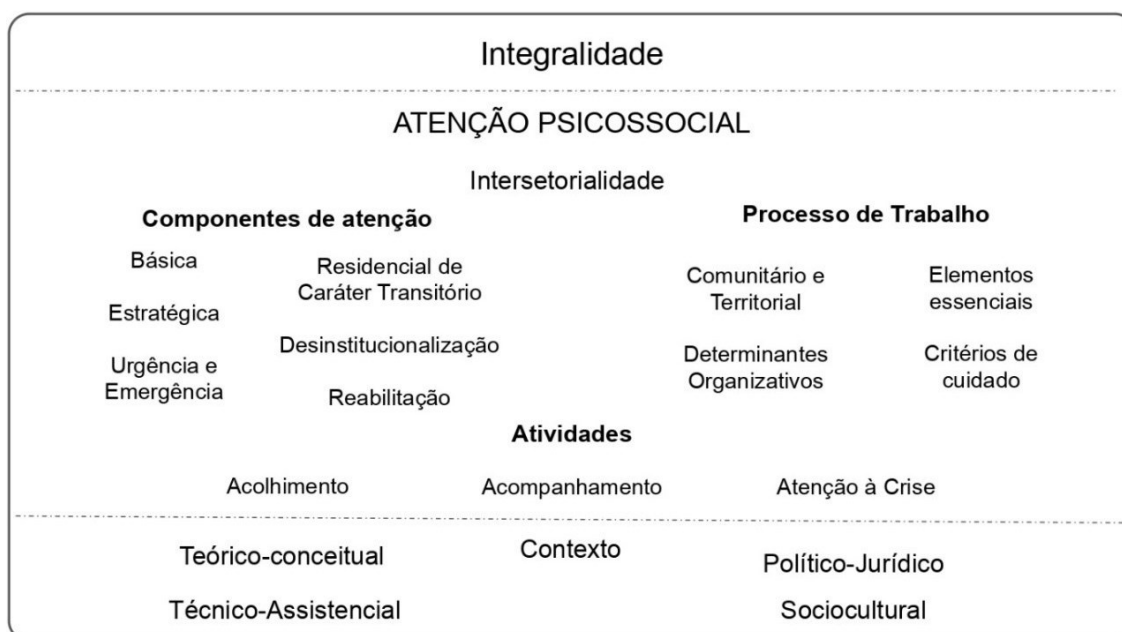 Integralidade
ATENÇÃO PSICOSSOCIAL
Intersetorialidade
Componentes de atenção
Básica
Estratégica
Urgência e
Emergência
Residencial de
Caráter Transitório
Desinstitucionalização
Reabilitação
Processo de Trabalho
Comunitário e
Territorial
Determinantes
Organizativos
Elementos
essenciais
Critérios de
cuidado
Atividades
Acolhimento
Acompanhamento
Atenção à Crise
Contexto
Teórico-conceitual
Político-Jurídico
Técnico-Assistencial
Sociocultural